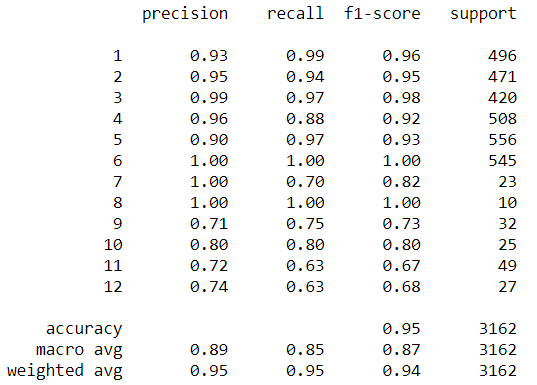 precision recall f1-score support
1 0.93 0.99 0.96 496
2 0.95 0.94 0.95 471
3 0.99 0.97 0.98 420
4 0.96 0.88 0.92 508
5 0.90 0.97 0.93 556
6 1.00 1.00 1.00 545
7 1.00 0.70 0.82 23
8 1.00 1.00 1.00 10
9 0.71 0.75 0.73 32
10 0.80 0.80 0.80 25
11 0.72 0.63 0.67 49
12 0.74 0.63 0.68 27
accuracy 0.95 3162
macro avg 0.89 0.85 0.87 3162
weighted avg 0.95 0.95 0.94 3162